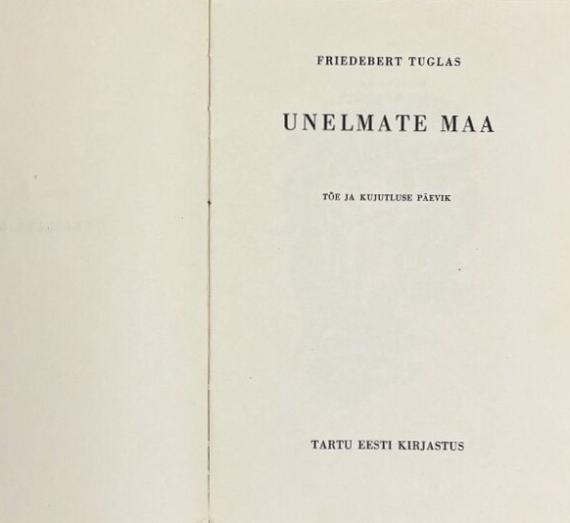 FRIEDEBERT TUGLAS
UNELMATE MAA
TÕE JA KUJUTLUSE PÄEVIK
TARTU EESTI KIRJASTUS